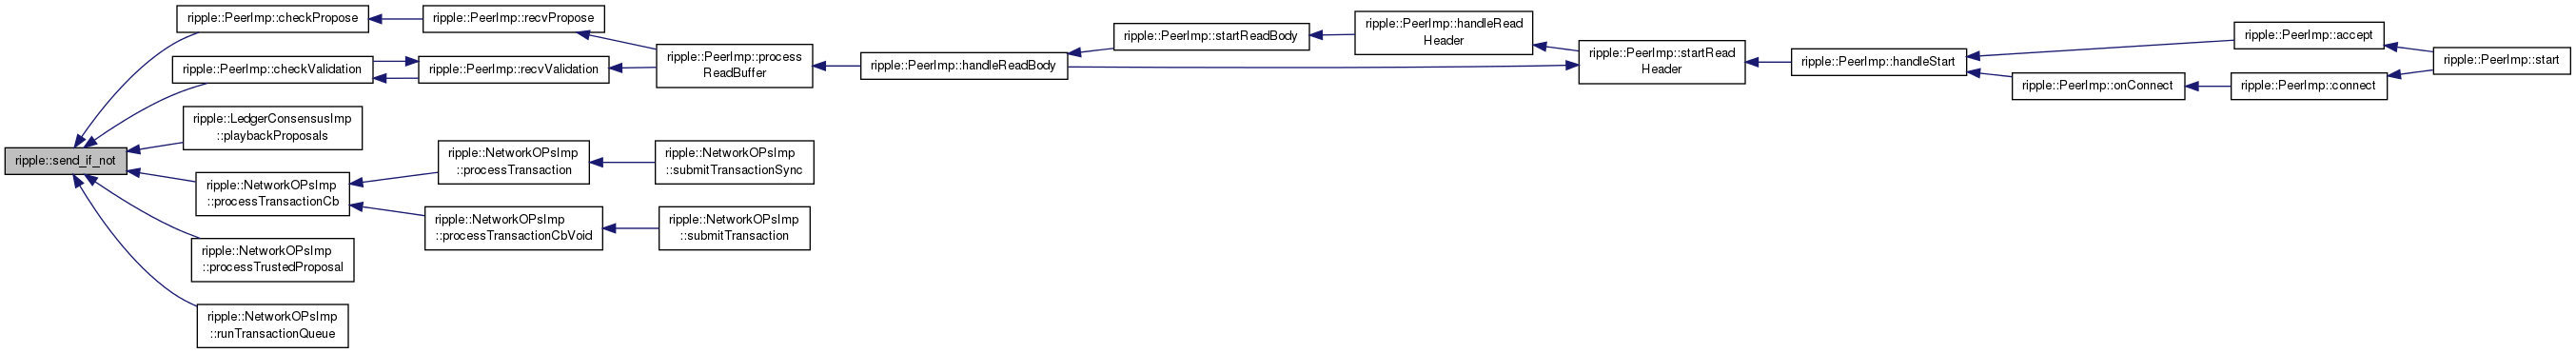 ripple::send_if_not
ripple::PeerImp::checkPropose
ripple::PeerImp::recvPropose
ripple::PeerImp::checkValidation
ripple::PeerImp::recvValidation
ripple::PeerImp::process
ReadBuffer
ripple::PeerImp::handleReadBody
ripple::PeerImp::startReadBody
ripple::PeerImp::handleRead
Header
ripple::PeerImp::startRead
Header
ripple::PeerImp::handleStart
ripple::PeerImp::accept
ripple::PeerImp::onConnect
ripple::PeerImp::connect
ripple::PeerImp::start
ripple::LedgerConsensusImp
::playbackProposals
ripple::NetworkOPsImp
::processTransactionCb
ripple::NetworkOPsImp
::processTransaction
ripple::NetworkOPsImp
::submitTransactionSync
ripple::NetworkOPsImp
::processTransactionCbVoid
ripple::NetworkOPsImp
::submitTransaction
ripple::NetworkOPsImp
::processTrustedProposal
ripple::NetworkOPsImp
::runTransactionQueue